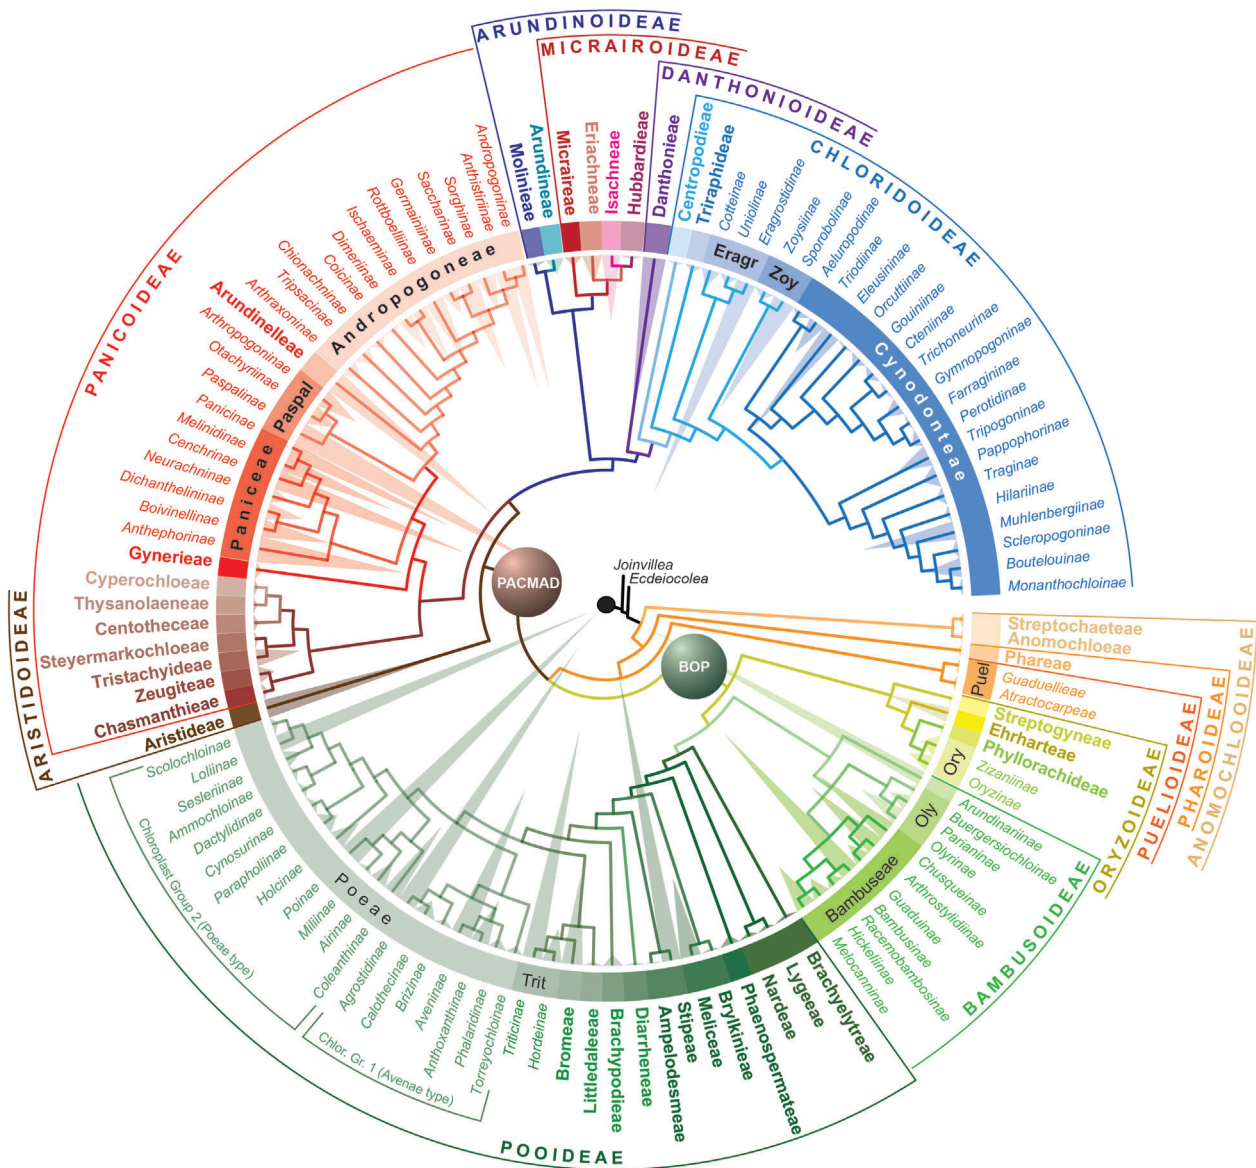 ARUNDINOIDEAE
MICRAIROIDEAE
DANTHONIOIDEAE
CHLORIDOIDEAE
PANICOIDEAE
ARISTIDOIDEAE
Molinieae
Arundineae
Micraireae
Eriachneae
Isachneae
Hubbardieae
Danthonieae
Centropodieae
Triraphideae
Cotteinae
Uniolinae
Eragrostidinae
Zoysiinae
Sporobolinae
Aeluropodinae
Triodiinae
Eleusininae
Orcuttinae
Gouiniinae
Cteniinae
Trichoneurinae
Gymnopogoninae
Farragininae
Perotidinae
Tripogoninae
Pappophorinae
Traginae
Hilariinae
Muhlenbergiinae
Scleropogoninae
Boutelouinae
Monanthochloinae
Eragr
Zoy
Cynodonteae
Andropogoninae
Anthistiriinae
Sorghinae
Saccharinae
Germainiinae
Rottboelliinae
Ischaeminae
Dimeriinae
Coicinae
Chionachninae
Tripsacinae
Arthraxoninae
Arundinelleae
Arthropogoninae
Otachyriinae
Paspalinae
Panicinae
Melinidinae
Cenchrinae
Neurachninae
Dichanthelininae
Boivinellinae
Anthephorinae
Gynerieae
Cyperochloeae
Thysanolaeneae
Centotheceae
Steyermarkochloeae
Tristachyideae
Zeugiteae
Chasmanthieae
Aristideae
Andropogoneae
Paspal
Paniceae
PACMAD
Joinvillea
Ecdeiocolea
BOP
Streptochaeteae
Anomochloeae
Phareae
Guaduellieae
Atractocarpeae
Streptogyneae
Ehrharteae
Phyllorachideae
Zizaniinae
Oryzinae
Puel
Ory
Oly
Bambuseae
Arundinariinae
Buergersiochloinae
Parianinae
Olyrinae
Chusqueinae
Arthrostylidiinae
Guaduinae
Bambusinae
Racemobambosinae
Hickeliinae
Melocanninae
ANOMOCHLOOIDEAE
PHAROIDEAE
PUELIOIDEAE
ORYZOIDEAE
BAMBUSOIDEAE
Brachyelytreae
Lygeeae
Nardeae
Phaenospermateae
Brylkinieae
Meliceae
Stipeae
Ampelodesmeae
Diarrheneae
Brachypodieae
Littledaleeae
Bromeae
Hordeinae
Triticinae
Torreyochloinae
Phalaridinae
Anthoxanthinae
Aveninae
Brizinae
Calothecinae
Agrostidinae
Coleanthinae
Airinae
Miliinae
Poinae
Holcinae
Parapholiinae
Cynosurinae
Dactylidinae
Ammochloinae
Sesleriinae
Loliinae
Scolochloinae
Poeae
Trit
Chloroplast Group 2 (Poeae type)
Chlor. Gr. 1 (Avenae type)
POOIDEAE